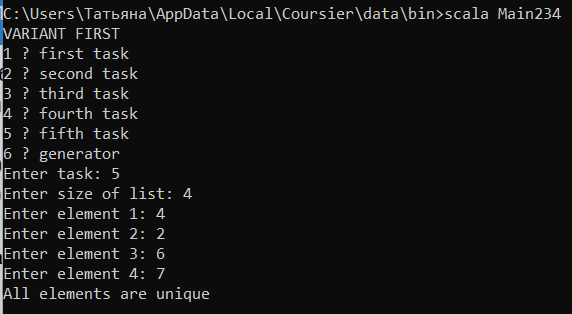 C:\Users\Татьяна\AppData\Local\Coursier\data\bin>scala Main234
VARIANT FIRST
1 ? first task
2 ? second task
3 ? third task
4 ? fourth task
5 ? fifth task
6 ? generator
Enter task: 5
Enter size of list: 4
Enter element 1: 4
Enter element 2: 2
Enter element 3: 6
Enter element 4: 7
All elements are unique